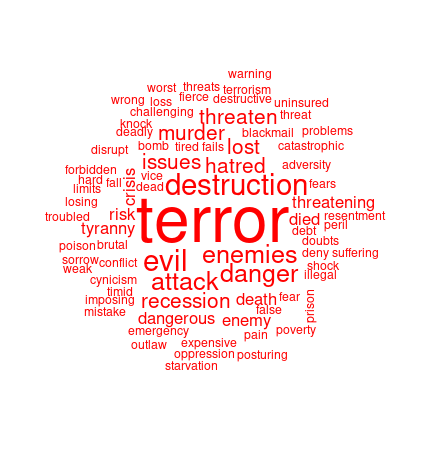 warning
worst threats terrorism
wrong loss fierce destructive uninsured
challenging threaten threat
knock
deadly murder blackmail problems
disrupt bomb tired fails lost catastrophic
forbidden issues hatred adversity
hard fall crisis vice
limits dead destruction fears
losing threatening
troubled risk terror died resentment
tyranny debt peril
poison brutal enemies doubts
sorrow conflict evil deny suffering
weak danger shock
cynicism attack illegal
timid
imposing recession death fear prison
mistake false
dangerous enemy
emergency pain poverty
outlaw expensive
oppression posturing
starvation